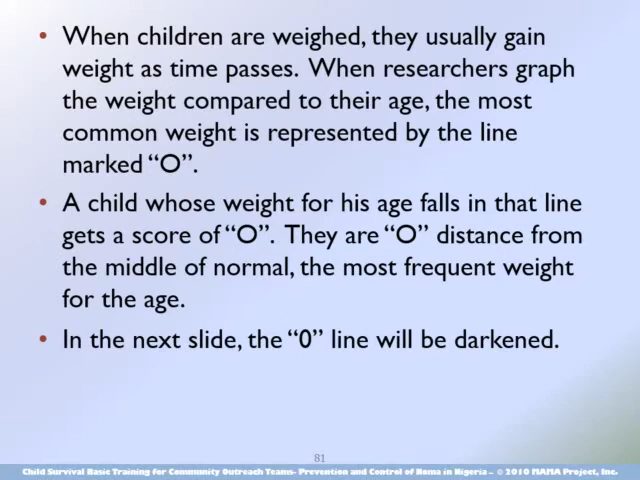 • When children are weighed, they usually gain
weight as time passes. When researchers graph
the weight compared to their age, the most
common weight is represented by the line
marked “O”.
• A child whose weight for his age falls in that line
gets a score of “O”. They are “O” distance from
the middle of normal, the most frequent weight
for the age.
• In the next slide, the “0” line will be darkened.
81
Child Survival Basic Training for Community Outreach Teams- Prevention and Control of Noma in Nigeria – © 2010 MAMA Project, Inc.